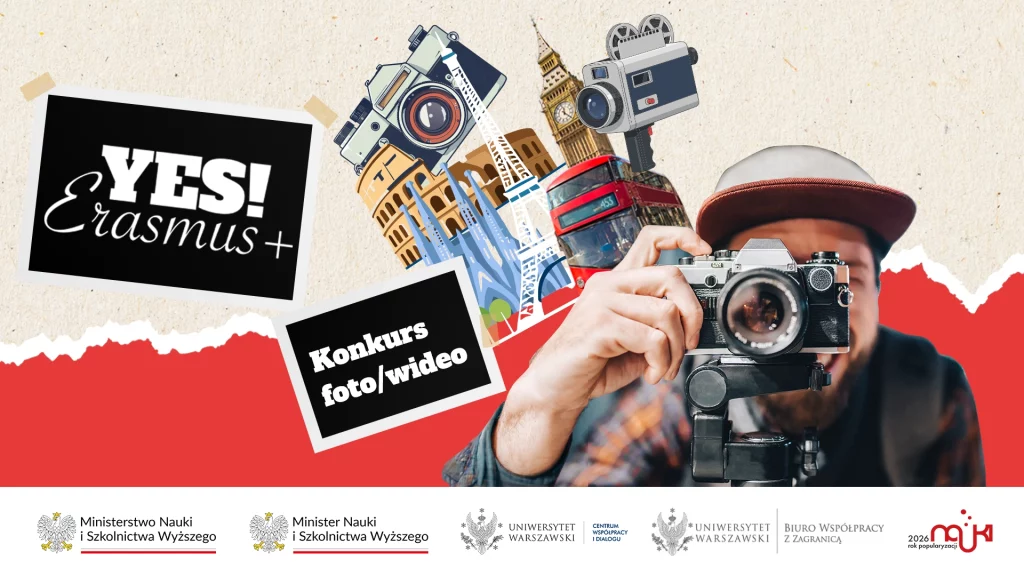 YES!
Erasmus+
Konkurs
foto/wideo
Ministerstwo Nauki
i Szkolnictwa Wyższego
Minister Nauki
i Szkolnictwa Wyższego
UNIWERSYTET
WARSZAWSKI
CENTRUM
WSPÓŁPRACY
I DIALOGU
UNIWERSYTET
WARSZAWSKI
BIURO WSPÓŁPRACY
Z ZAGRANICĄ
2026
rok popularyzacji
nauki